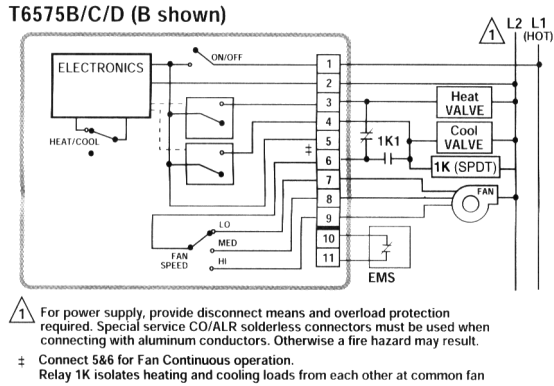 T6575B/C/D (B shown)
L2 L1
(HOT)
1
ELECTRONICS
ON/OFF
HEAT/COOL
1
2
3
4
‡ 5
6
7
8
9
10
11
Heat
VALVE
Cool
VALVE
1K1
1K (SPDT)
FAN
LO
MED
HI
FAN
SPEED
EMS
1 For power supply, provide disconnect means and overload protection
required. Special service CO/ALR solderless connectors must be used when
connecting with aluminum conductors. Otherwise a fire hazard may result.
‡ Connect 5&6 for Fan Continuous operation.
Relay 1K isolates heating and cooling loads from each other at common fan